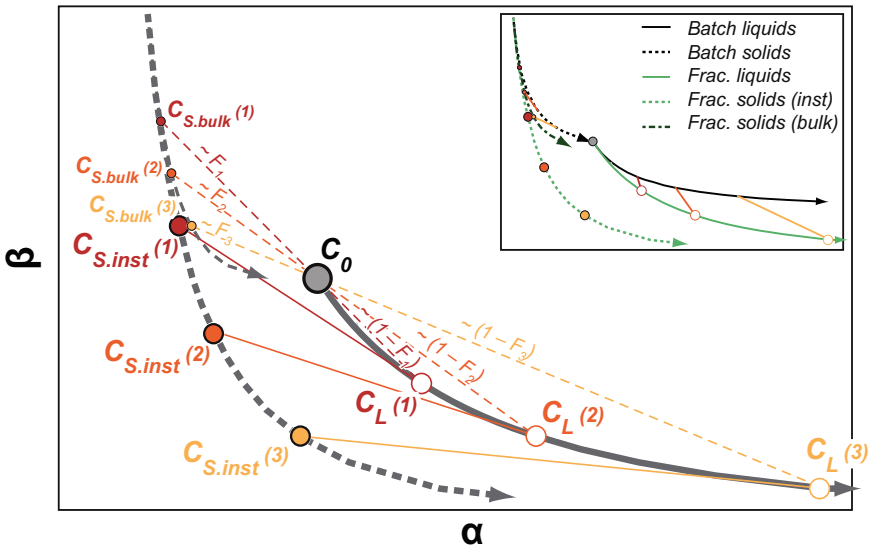 Batch liquids
Batch solids
Frac. liquids
Frac. solids (inst)
Frac. solids (bulk)
C_S.bulk (1)
C_S.bulk (2)
C_S.bulk (3)
C_S.inst (1)
~F_1
~F_2
~F_3
C_0
~(1-F_1)
~(1-F_2)
~(1-F_3)
C_S.inst (2)
C_L (1)
C_L (2)
C_S.inst (3)
C_L (3)
β
α